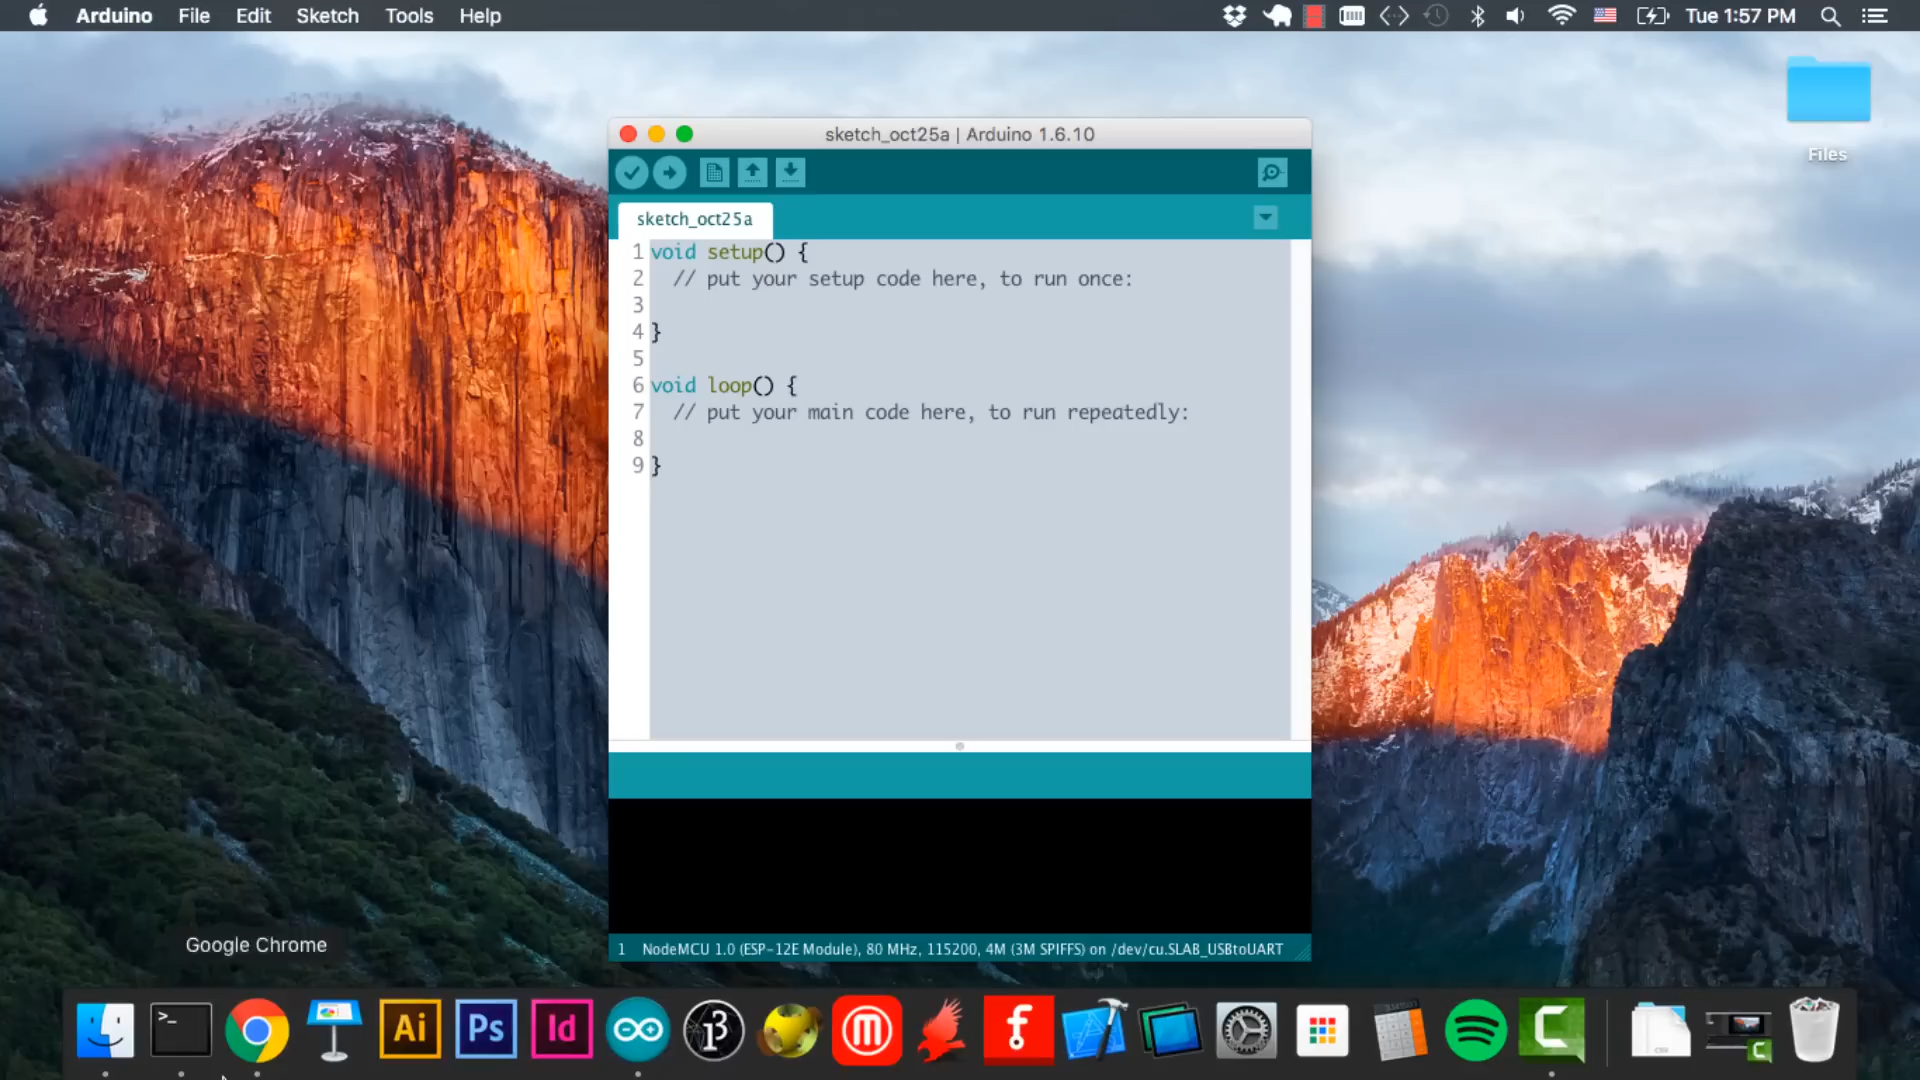 Arduino File Edit Sketch Tools Help
Tue 1:57 PM
Files
sketch_oct25a | Arduino 1.6.10
sketch_oct25a
1 void setup() {
2 // put your setup code here, to run once:
3
4 }
5
6 void loop() {
7 // put your main code here, to run repeatedly:
8
9 }
1 NodeMCU 1.0 (ESP-12E Module), 80 MHz, 115200, 4M (3M SPIFFS) on /dev/cu.SLAB_USBtoUART
Google Chrome
>_
Ai
Ps
Id